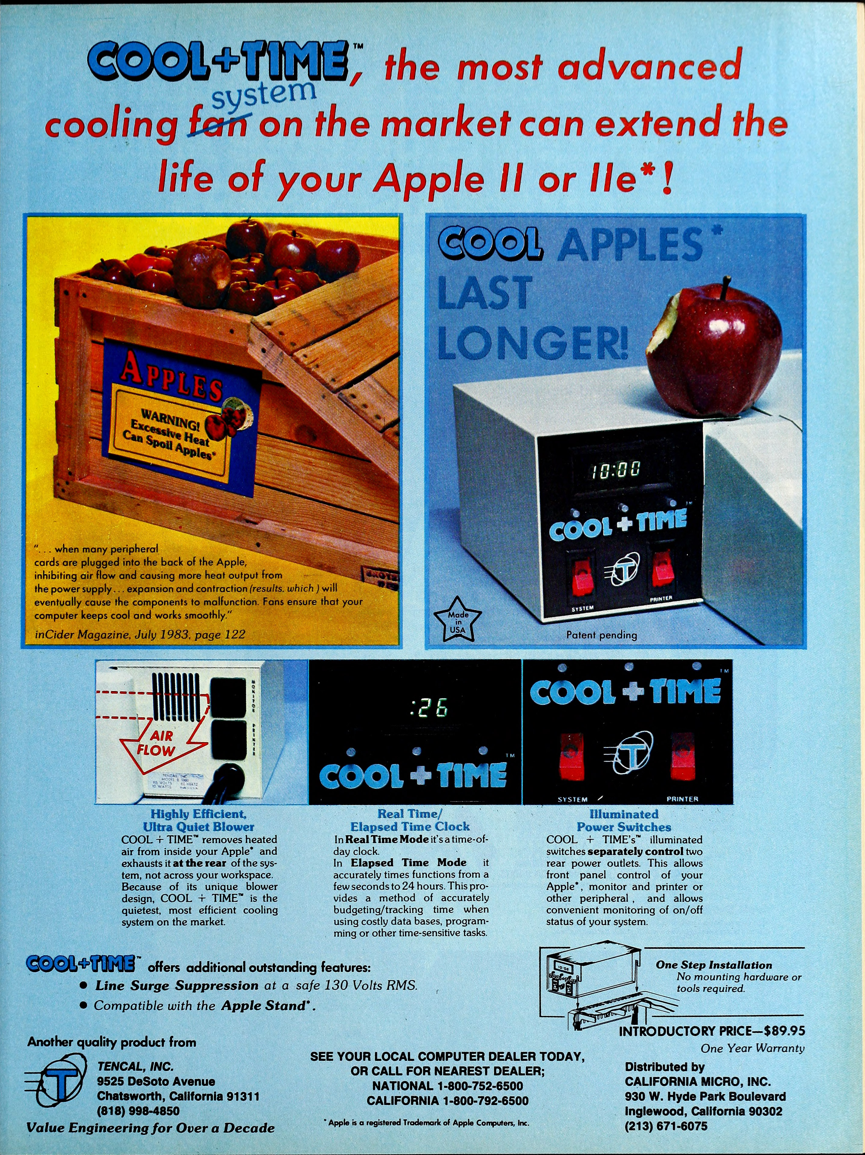 COOL+TIME™, the most advanced
system
cooling fan on the market can extend the
life of your Apple II or IIe*!
APPLES
WARNING!
Excessive Heat
Can Spoil Apples*
". . . when many peripheral
cards are plugged into the back of the Apple,
inhibiting air flow and causing more heat output from
the power supply . . . expansion and contraction (results, which ) will
eventually cause the components to malfunction. Fans ensure that your
computer keeps cool and works smoothly."
inCider Magazine, July 1983, page 122
COOL APPLES*
LAST
LONGER!
10:00
COOL + TIME™
T
SYSTEM
PRINTER
Made
in
USA
Patent pending
MONITOR
PRINTER
AIR
FLOW
:26
COOL + TIME™
COOL + TIME™
T
SYSTEM
PRINTER
Highly Efficient,
Ultra Quiet Blower
COOL + TIME™ removes heated
air from inside your Apple* and
exhausts it at the rear of the sys-
tem, not across your workspace.
Because of its unique blower
design, COOL + TIME™ is the
quietest, most efficient cooling
system on the market.
Real Time/
Elapsed Time Clock
In Real Time Mode it's a time-of-
day clock.
In Elapsed Time Mode it
accurately times functions from a
few seconds to 24 hours. This pro-
vides a method of accurately
budgeting/tracking time when
using costly data bases, program-
ming or other time-sensitive tasks.
Illuminated
Power Switches
COOL + TIME's™ illuminated
switches separately control two
rear power outlets. This allows
front panel control of your
Apple*, monitor and printer or
other peripheral , and allows
convenient monitoring of on/off
status of your system.
COOL+TIME™ offers additional outstanding features:
● Line Surge Suppression at a safe 130 Volts RMS.
● Compatible with the Apple Stand*.
One Step Installation
No mounting hardware or
tools required.
INTRODUCTORY PRICE—$89.95
One Year Warranty
Another quality product from
T
TENCAL, INC.
9525 DeSoto Avenue
Chatsworth, California 91311
(818) 998-4850
Value Engineering for Over a Decade
SEE YOUR LOCAL COMPUTER DEALER TODAY,
OR CALL FOR NEAREST DEALER;
NATIONAL 1-800-752-6500
CALIFORNIA 1-800-792-6500
* Apple is a registered Trademark of Apple Computers, Inc.
Distributed by
CALIFORNIA MICRO, INC.
930 W. Hyde Park Boulevard
Inglewood, California 90302
(213) 671-6075